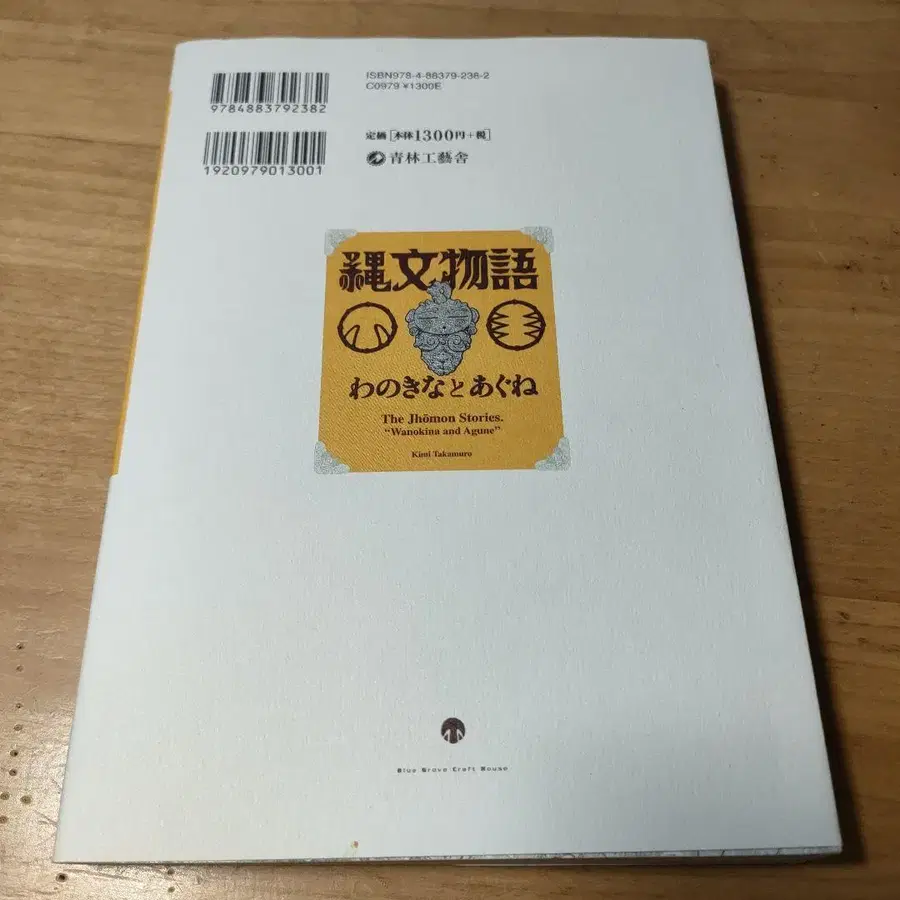 ISBN978-4-88379-238-2
C0979 ¥1300E
9784883792382
定価[本体1300円+税]
1920979013001
青林工藝舎
縄文物語
わのきなとあぐね
The Jhōmon Stories.
“Wanokina and Agune”
Kimi Takamuro
Blue Grove Craft House